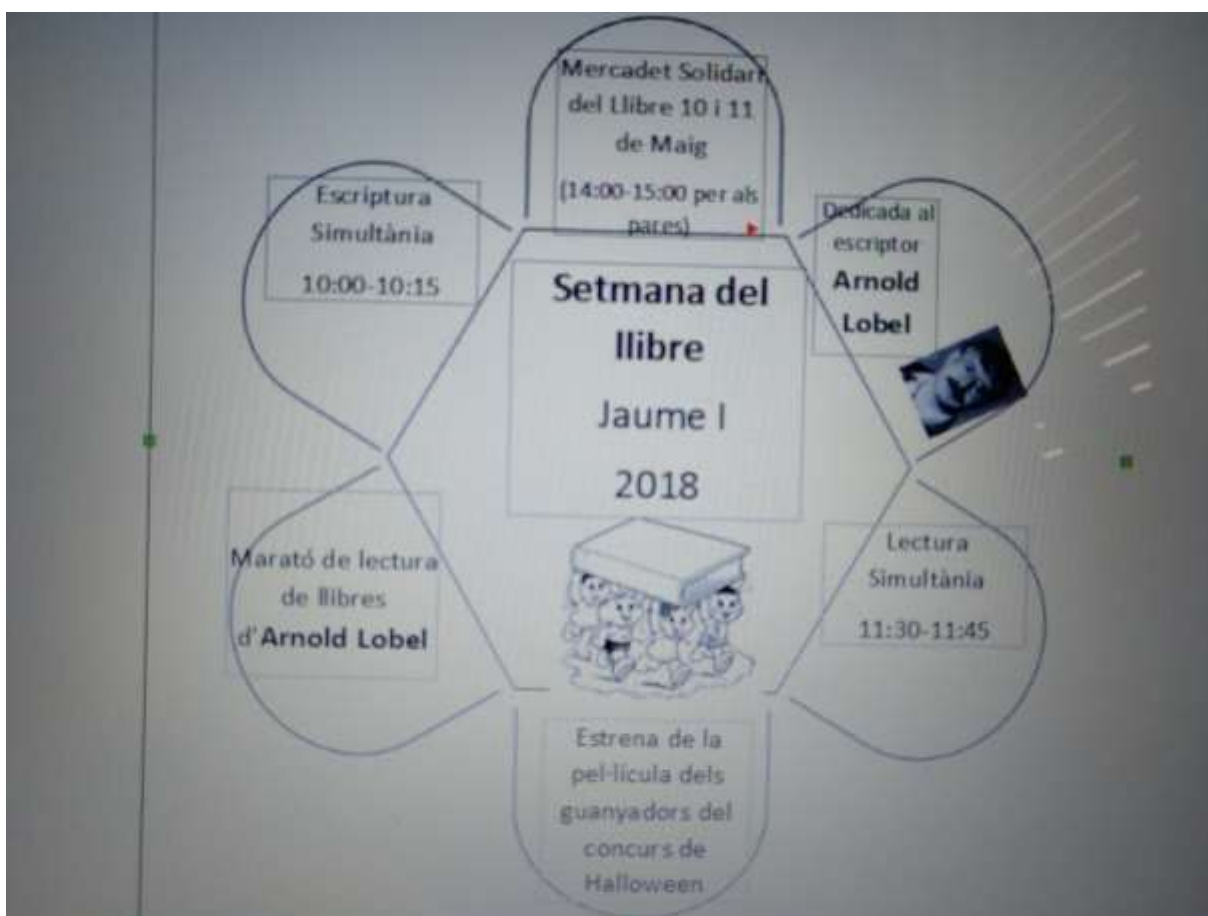 Mercadet Solidari
del Llibre 10 i 11
de Maig
(14:00-15:00 per als
pares)
Escriptura
Simultània
10:00-10:15
Dedicada al
escriptor
Arnold
Lobel
Setmana del
llibre
Jaume I
2018
Marató de lectura
de llibres
d'Arnold Lobel
Lectura
Simultània
11:30-11:45
Estrena de la
pel·lícula dels
guanyadors del
concurs de
Halloween